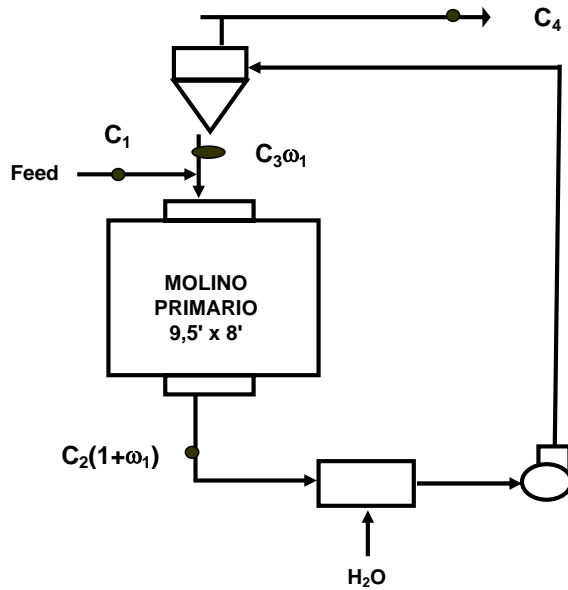 C₄
C₁
C₃ω₁
Feed
MOLINO
PRIMARIO
9,5' x 8'
C₂(1+ω₁)
H₂O